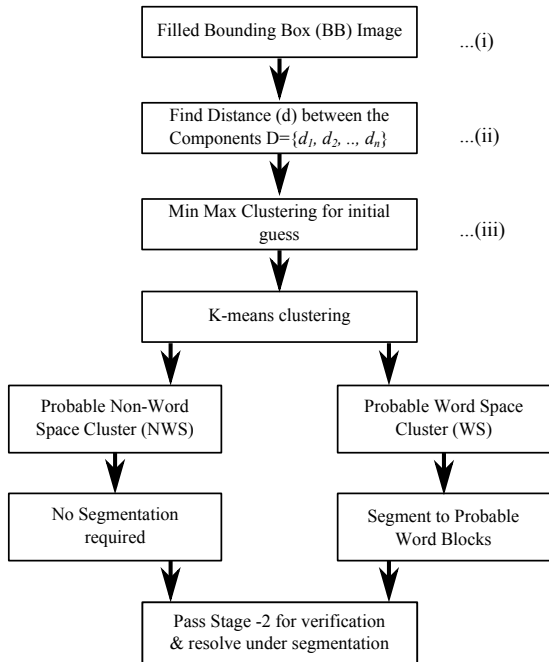 Filled Bounding Box (BB) Image
...(i)
Find Distance (d) between the
Components D={d1, d2, .., dn}
...(ii)
Min Max Clustering for initial
guess
...(iii)
K-means clustering
Probable Non-Word
Space Cluster (NWS)
Probable Word Space
Cluster (WS)
No Segmentation
required
Segment to Probable
Word Blocks
Pass Stage -2 for verification
& resolve under segmentation